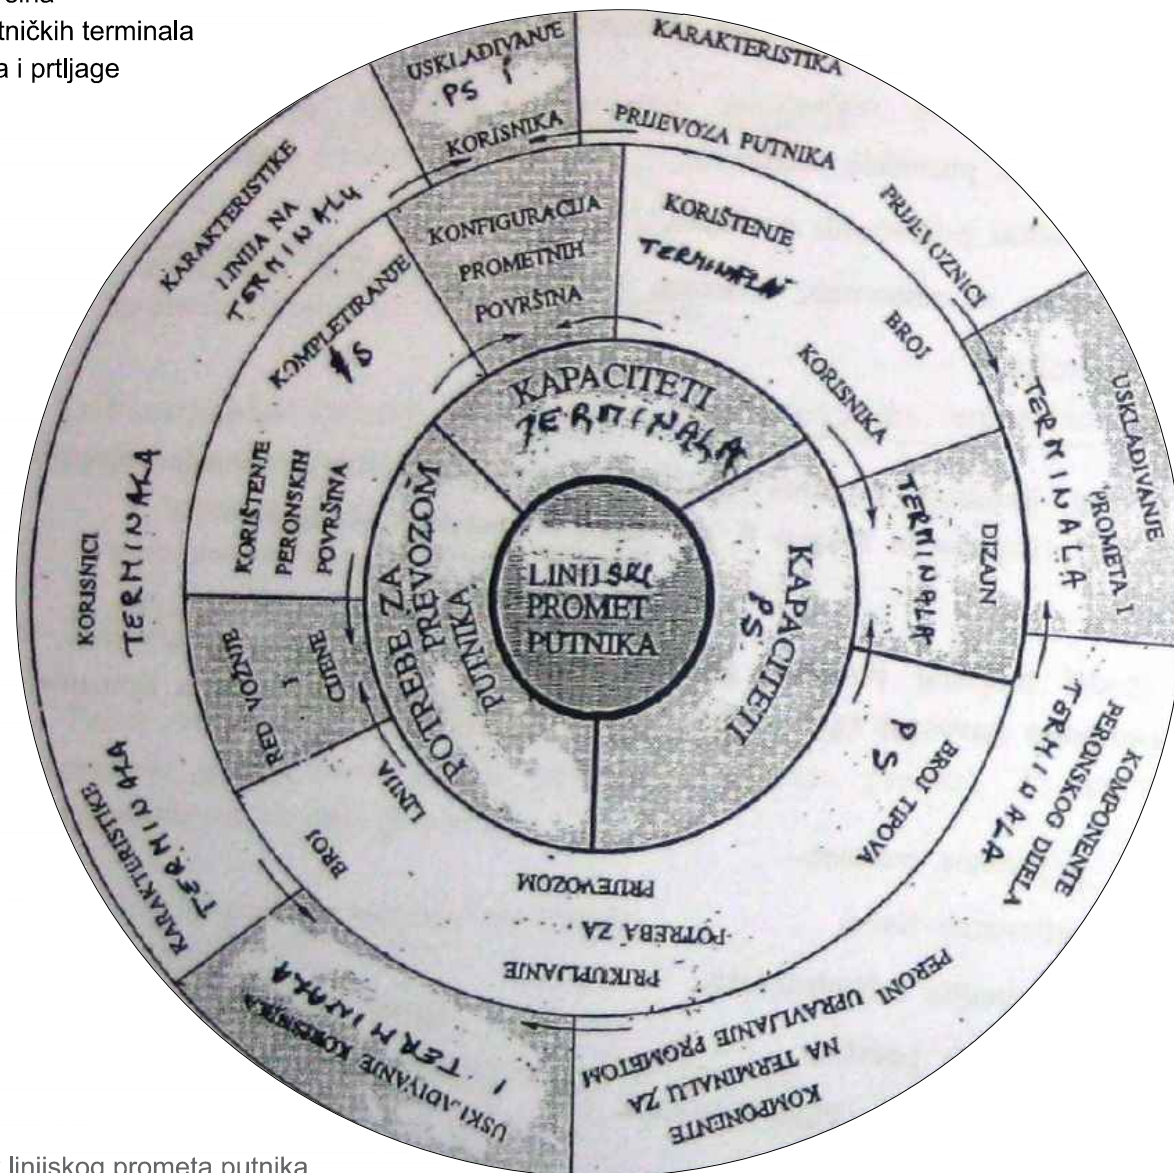 tničkih terminala
a i prtljage
USKLAĐIVANJE
PS I
KORISNIKA
KARAKTERISTIKA
PRIJEVOZA PUTNIKA
PRIJEVOZNICI
USKLAĐIVANJE
PROMETA I
TERMINALA
KOMPONENTE
PERONSKOG DIJELA
TERMINALA
KOMPONENTE
NA TERMINALU ZA
PERONI UPRAVLJANJE PROMETOM
USKLAĐIVANJE KORISNIKA
I TERMINALA
KARAKTERISTIKE
TERMINALA
KORISNICI
TERMINALA
KARAKTERISTIKE
LINIJA NA
TERMINALU
KONFIGURACIJA
PROMETNIH
POVRŠINA
KORIŠTENJE
TERMINALA
BROJ
KORISNIKA
DIZAJN
TERMINALA
BROJ TIPOVA
PS
PRIKUPLJANJE
POTREBA ZA
PRIJEVOZOM
BROJ
LINIJA
RED VOŽNJE
I
CIJENE
KORIŠTENJE
PERONSKIH
POVRŠINA
KOMPLETIRANJE
KAPACITETI
TERMINALA
KAPACITETI
PS
POTREBE ZA
PREVOZOM
PUTNIKA
LINIJSKI
PROMET
PUTNIKA
linijskog prometa putnika